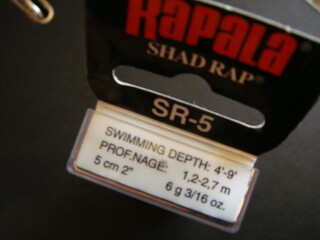 Rapala
SHAD RAP®
SR-5
SWIMMING DEPTH: 4'-9'
PROF.NAGE: 1,2-2,7 m
5 cm 2" 6 g 3/16 oz.